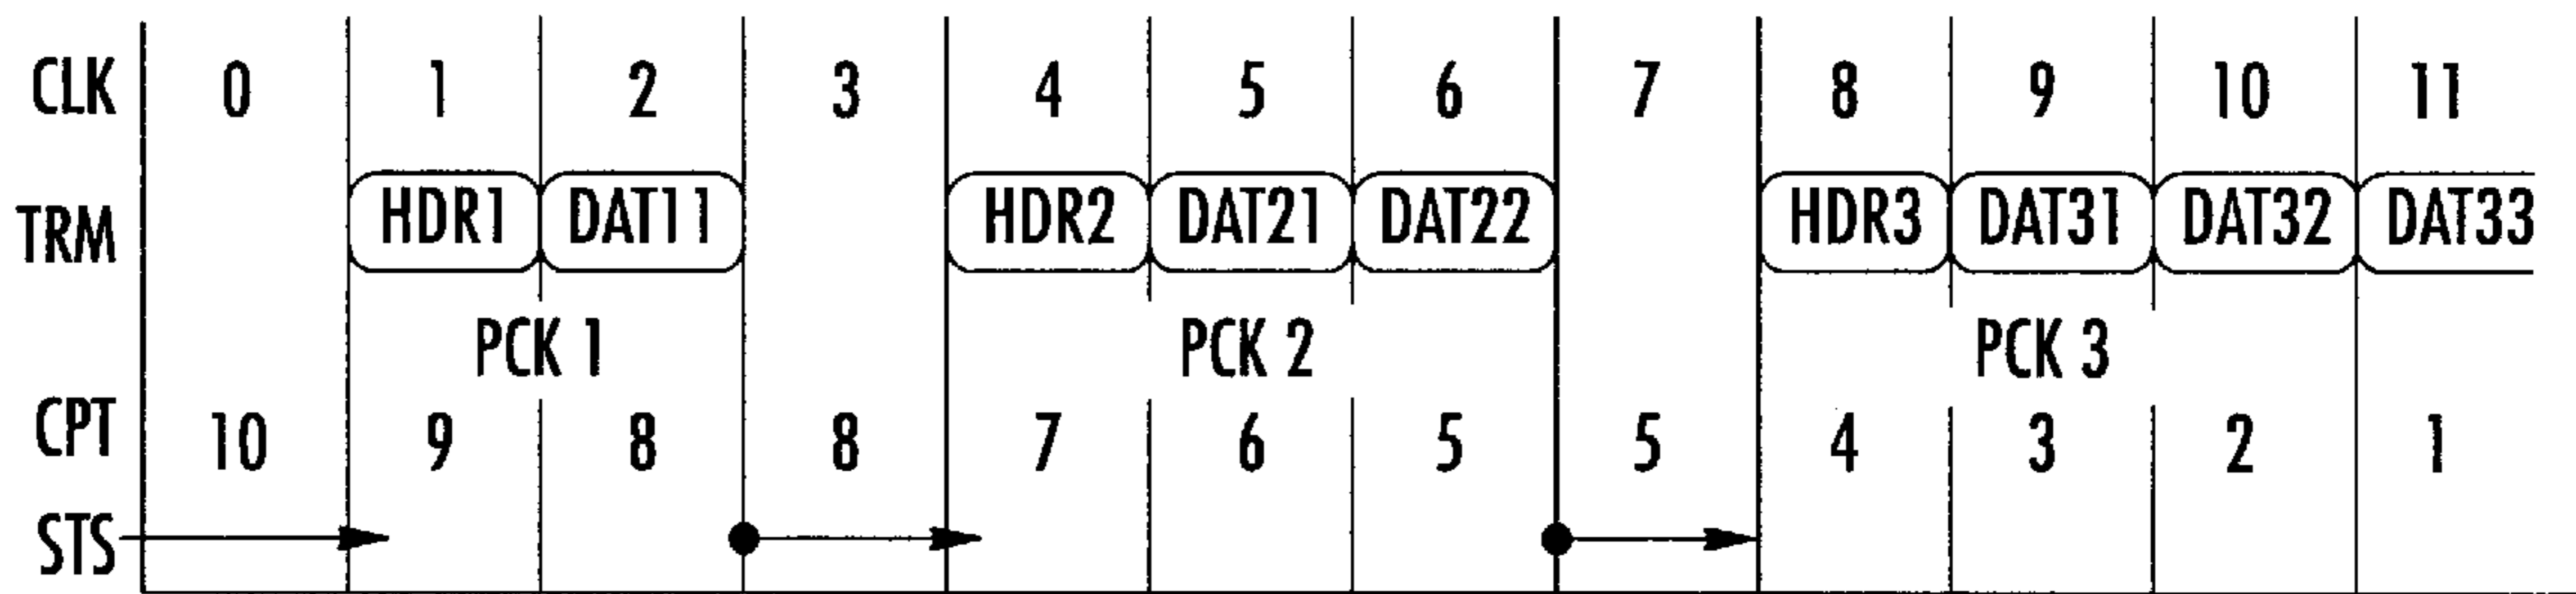 CLK 0 1 2 3 4 5 6 7 8 9 10 11
TRM HDR1 DAT11 HDR2 DAT21 DAT22 HDR3 DAT31 DAT32 DAT33
PCK 1 PCK 2 PCK 3
CPT 10 9 8 8 7 6 5 5 4 3 2 1
STS